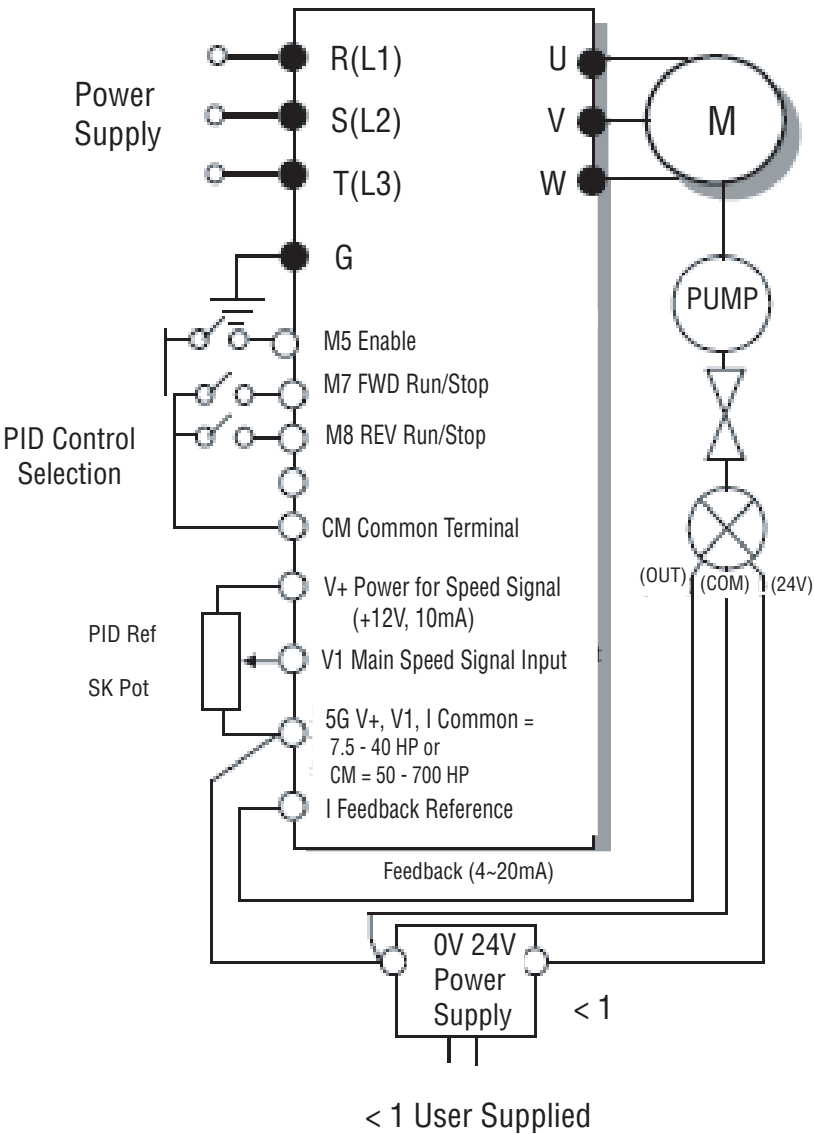 Power
Supply
R(L1)
S(L2)
T(L3)
G
U
V
W
M
PUMP
M5 Enable
M7 FWD Run/Stop
M8 REV Run/Stop
PID Control
Selection
CM Common Terminal
V+ Power for Speed Signal
(+12V, 10mA)
(OUT)
(COM)
(24V)
PID Ref
SK Pot
V1 Main Speed Signal Input
5G V+, V1, I Common =
7.5 - 40 HP or
CM = 50 - 700 HP
I Feedback Reference
Feedback (4~20mA)
0V 24V
Power
Supply
< 1
< 1 User Supplied